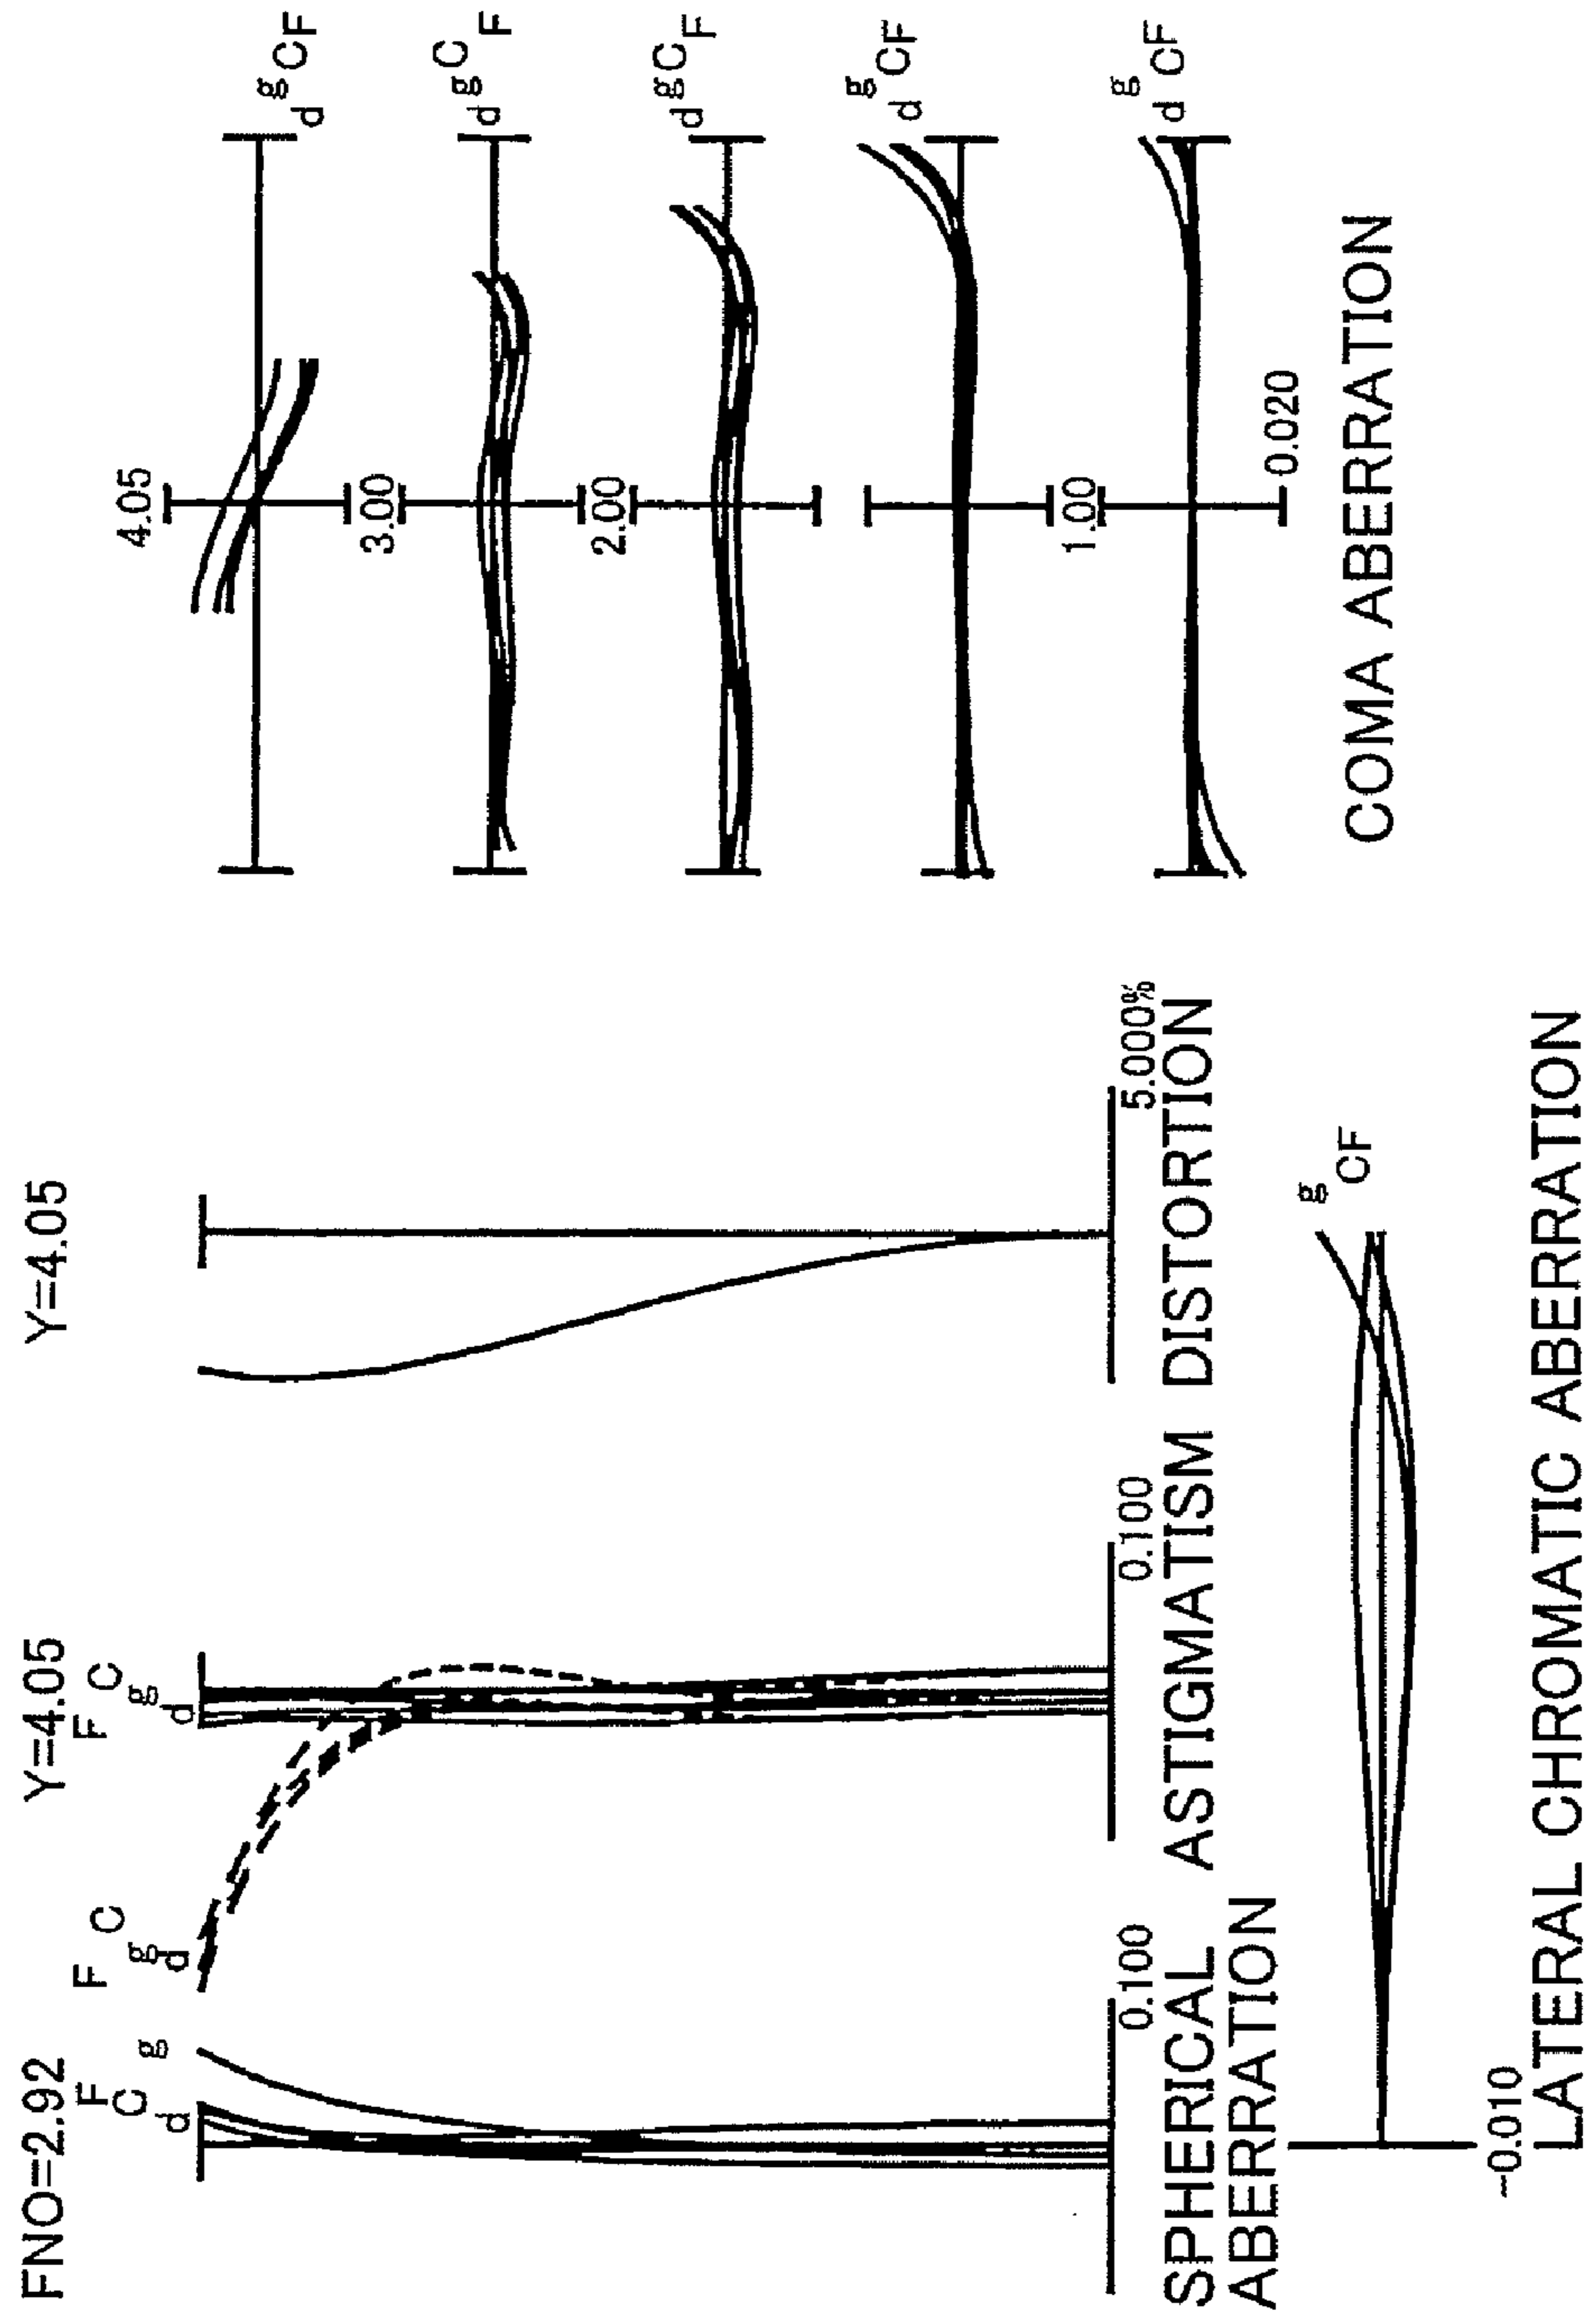 FNO=2.92
F
C
d
g
0.100
SPHERICAL
ABERRATION
Y=4.05
F
C
g
d
F
C
g
d
0.100
ASTIGMATISM
Y=4.05
5.000%
DISTORTION
g
CF
-0.010
LATERAL CHROMATIC ABERRATION
4.05
d g CF
3.00
d g C F
2.00
d g C F
d g CF
1.00
d g CF
0.020
COMA ABERRATION